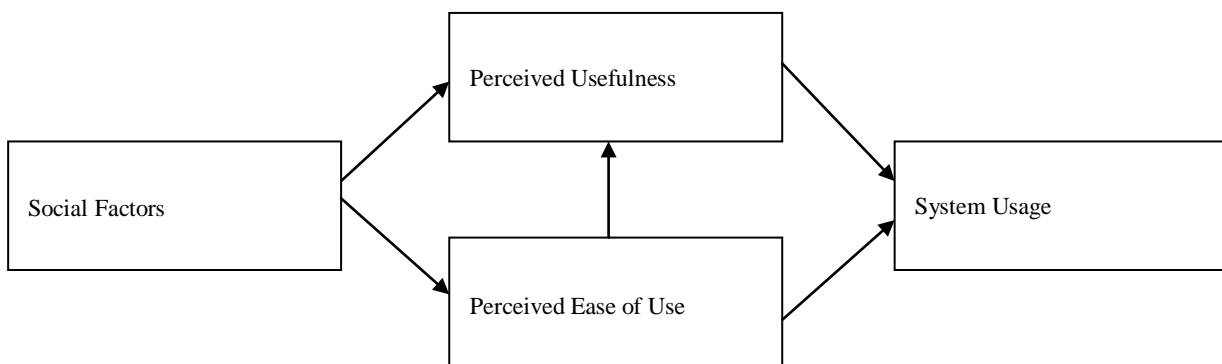 Perceived Usefulness
Social Factors
System Usage
Perceived Ease of Use